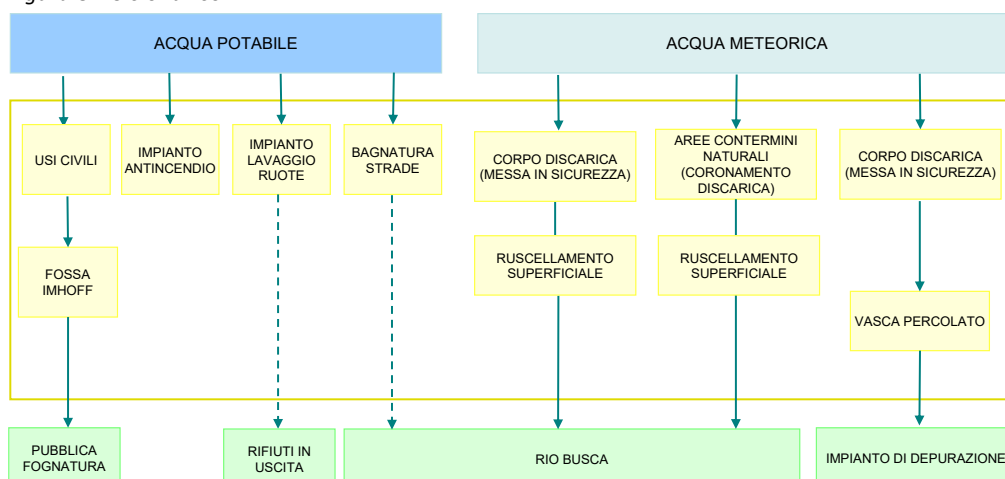 ACQUA POTABILE
ACQUA METEORICA
USI CIVILI
IMPIANTO
ANTINCENDIO
IMPIANTO
LAVAGGIO
RUOTE
BAGNATURA
STRADE
CORPO DISCARICA
(MESSA IN SICUREZZA)
AREE CONTERMINI
NATURALI
(CORONAMENTO
DISCARICA)
CORPO DISCARICA
(MESSA IN SICUREZZA)
FOSSA
IMHOFF
RUSCELLAMENTO
SUPERFICIALE
RUSCELLAMENTO
SUPERFICIALE
VASCA PERCOLATO
PUBBLICA
FOGNATURA
RIFIUTI IN
USCITA
RIO BUSCA
IMPIANTO DI DEPURAZIONE